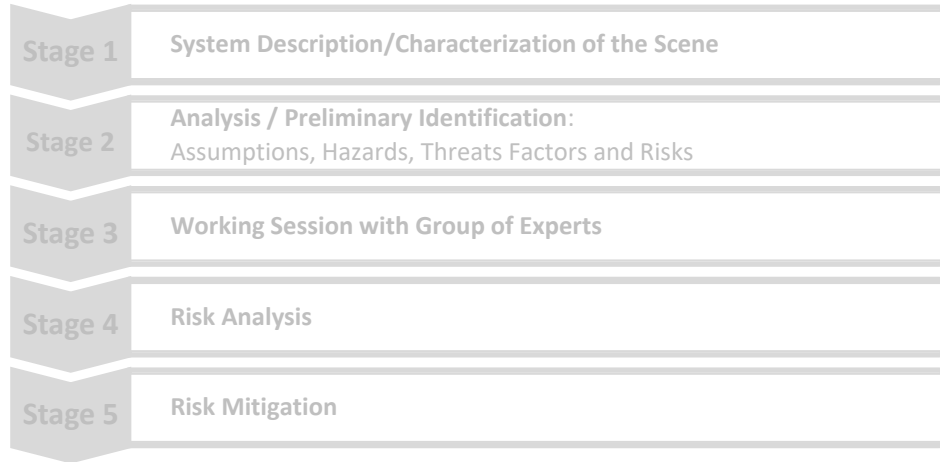 Stage 1
System Description/Characterization of the Scene
Stage 2
Analysis / Preliminary Identification:
Assumptions, Hazards, Threats Factors and Risks
Stage 3
Working Session with Group of Experts
Stage 4
Risk Analysis
Stage 5
Risk Mitigation